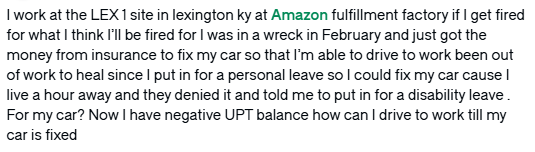 I work at the LEX 1 site in lexington ky at Amazon fulfillment factory if I get fired
for what I think I'll be fired for I was in a wreck in February and just got the
money from insurance to fix my car so that I'm able to drive to work been out
of work to heal since I put in for a personal leave so I could fix my car cause I
live a hour away and they denied it and told me to put in for a disability leave .
For my car? Now I have negative UPT balance how can I drive to work till my
car is fixed